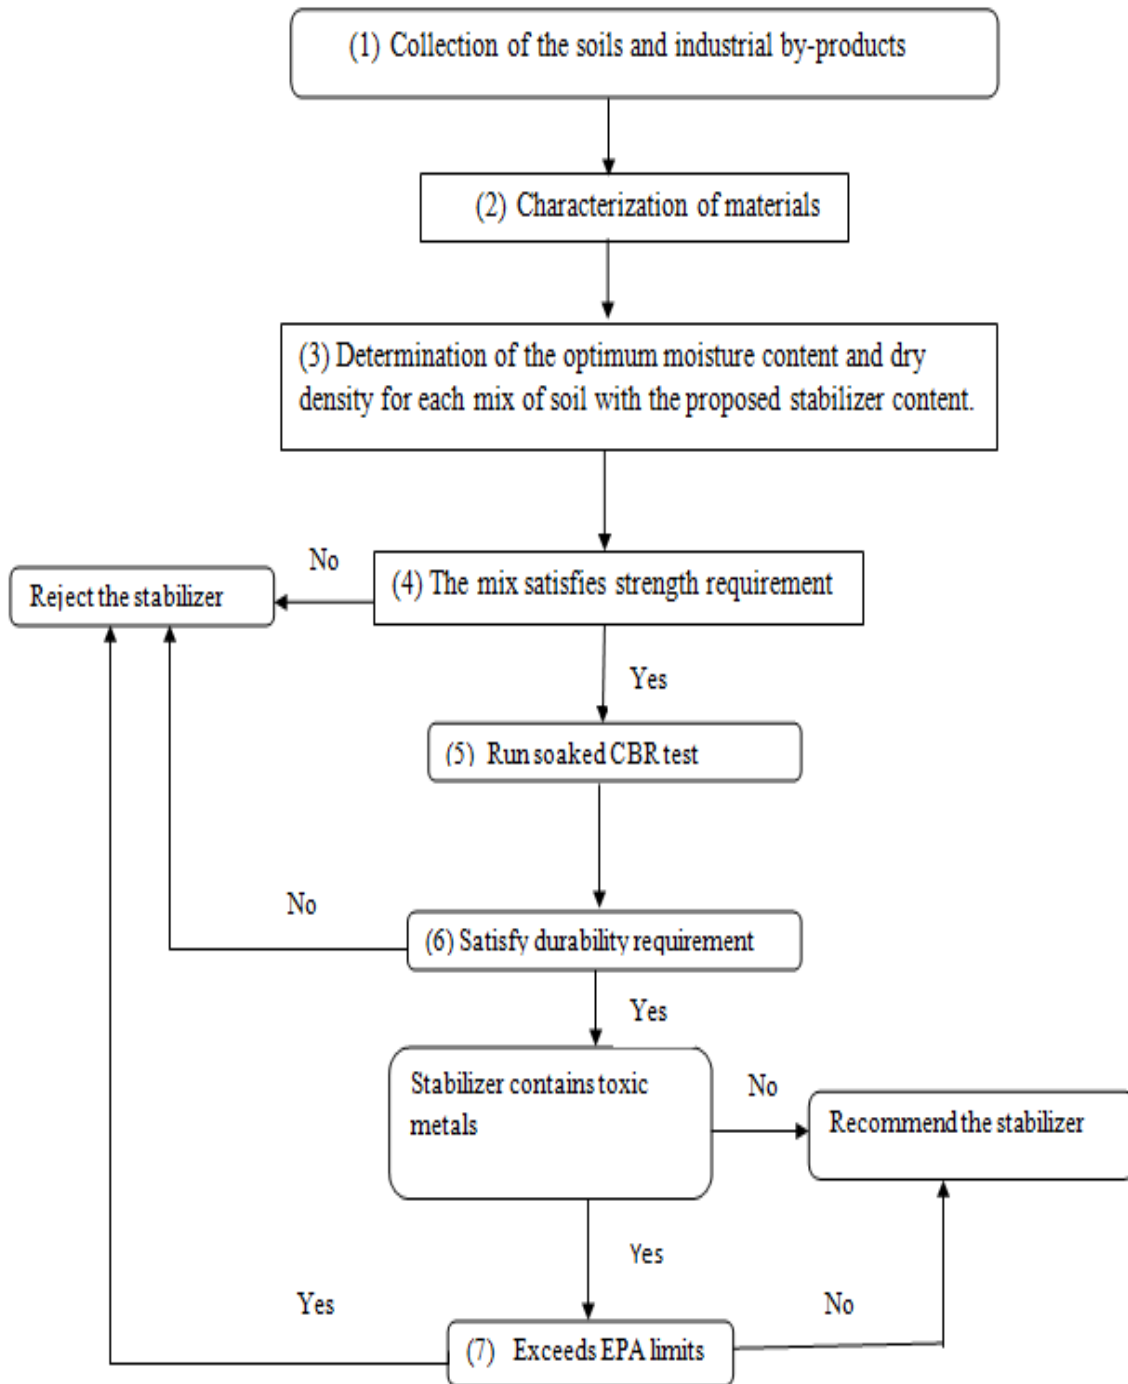 (1) Collection of the soils and industrial by-products
(2) Characterization of materials
(3) Determination of the optimum moisture content and dry
density for each mix of soil with the proposed stabilizer content.
No
(4) The mix satisfies strength requirement
Reject the stabilizer
Yes
(5) Run soaked CBR test
No
(6) Satisfy durability requirement
Yes
Stabilizer contains toxic
metals
No
Recommend the stabilizer
Yes
Yes
No
(7) Exceeds EPA limits